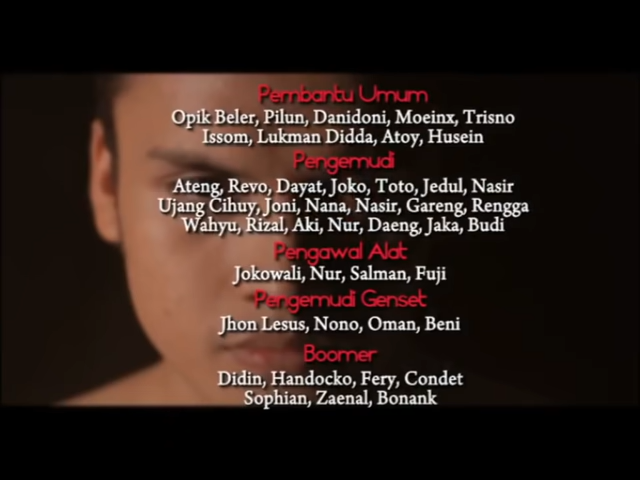 Pembantu Umum
Opik Beler, Pilun, Danidoni, Moeinx, Trisno
Issom, Lukman Didda, Atoy, Husein
Pengemudi
Ateng, Revo, Dayat, Joko, Toto, Jedul, Nasir
Ujang Cihuy, Joni, Nana, Nasir, Gareng, Rengga
Wahyu, Rizal, Aki, Nur, Daeng, Jaka, Budi
Pengawal Alat
Jokowali, Nur, Salman, Fuji
Pengemudi Genset
Jhon Lesus, Nono, Oman, Beni
Boomer
Didin, Handocko, Fery, Condet
Sophian, Zaenal, Bonank